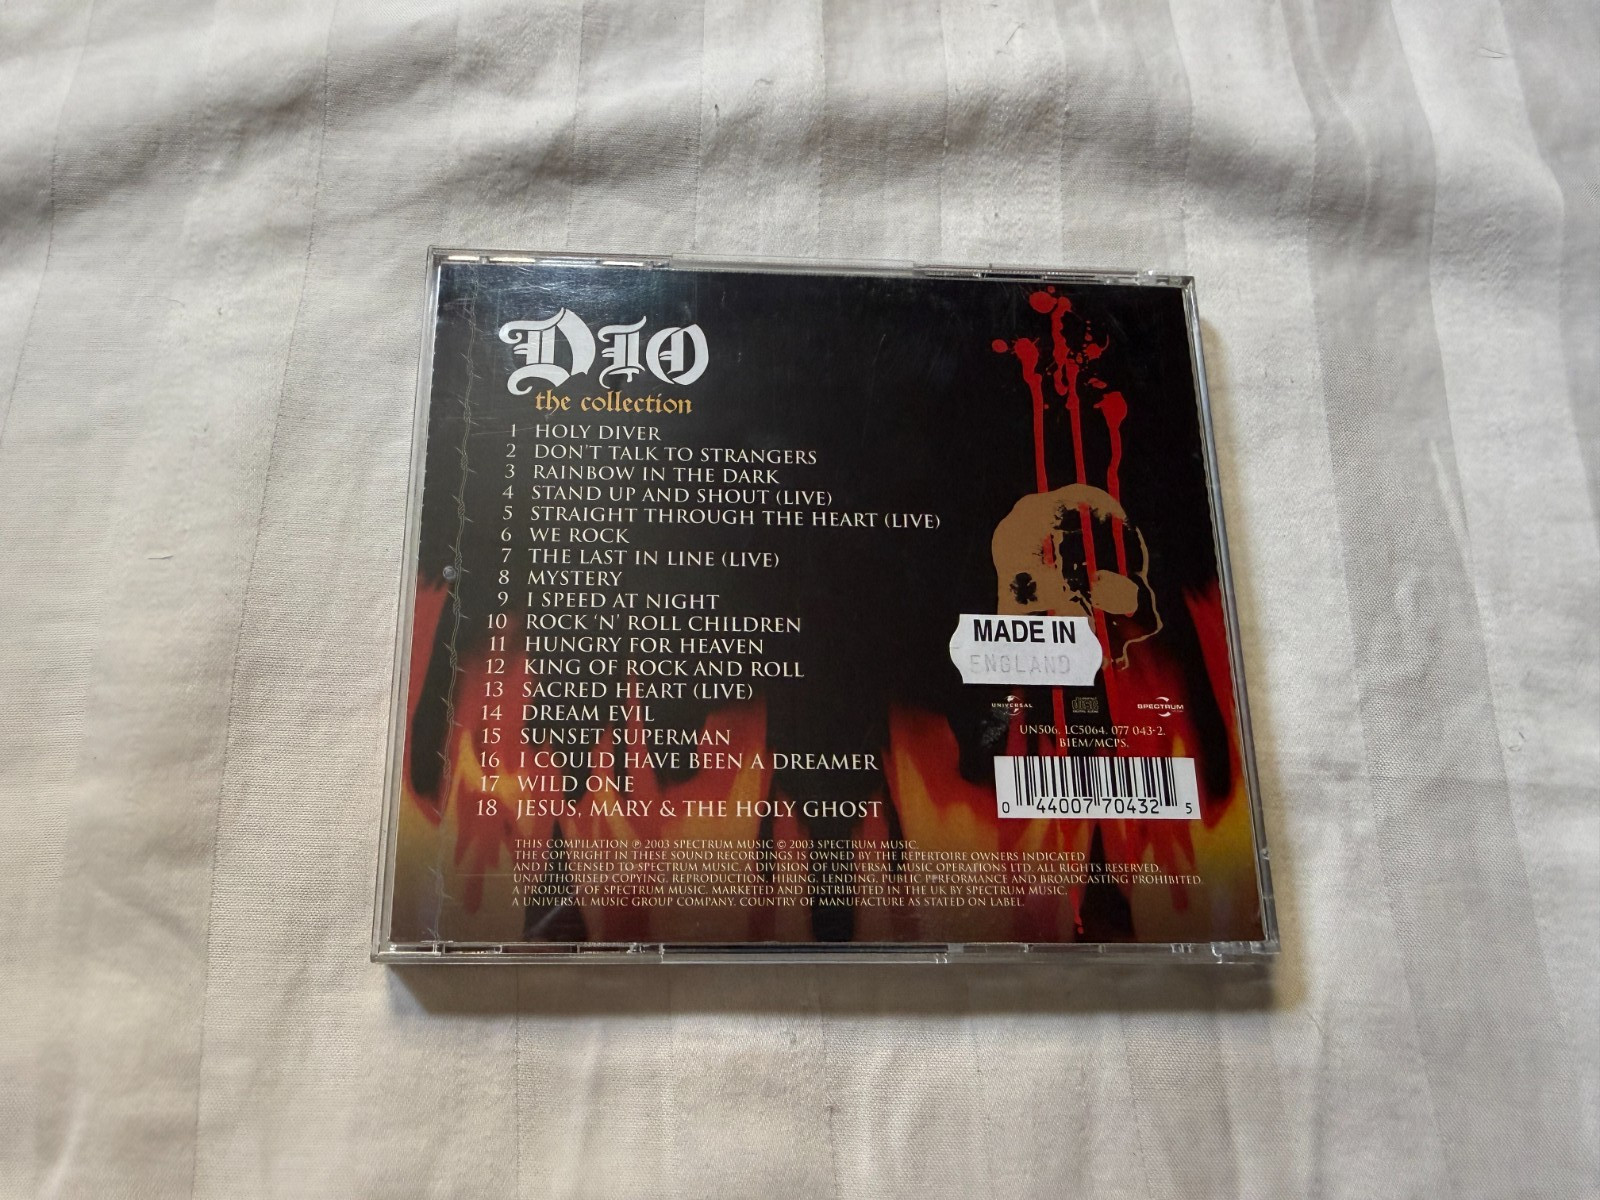 DIO
the collection
1 HOLY DIVER
2 DON'T TALK TO STRANGERS
3 RAINBOW IN THE DARK
4 STAND UP AND SHOUT (LIVE)
5 STRAIGHT THROUGH THE HEART (LIVE)
6 WE ROCK
7 THE LAST IN LINE (LIVE)
8 MYSTERY
9 I SPEED AT NIGHT
10 ROCK 'N' ROLL CHILDREN
11 HUNGRY FOR HEAVEN
12 KING OF ROCK AND ROLL
13 SACRED HEART (LIVE)
14 DREAM EVIL
15 SUNSET SUPERMAN
16 I COULD HAVE BEEN A DREAMER
17 WILD ONE
18 JESUS, MARY & THE HOLY GHOST
MADE IN
ENGLAND
UNIVERSAL
SPECTRUM
UN506. LC5064. 077 043-2.
BIEM/MCPS.
0 44007 70432 5
THIS COMPILATION ℗ 2003 SPECTRUM MUSIC © 2003 SPECTRUM MUSIC.
THE COPYRIGHT IN THESE SOUND RECORDINGS IS OWNED BY THE REPERTOIRE OWNERS INDICATED
AND IS LICENSED TO SPECTRUM MUSIC. A DIVISION OF UNIVERSAL MUSIC OPERATIONS LTD. ALL RIGHTS RESERVED.
UNAUTHORISED COPYING, REPRODUCTION, HIRING, LENDING, PUBLIC PERFORMANCE AND BROADCASTING PROHIBITED.
A PRODUCT OF SPECTRUM MUSIC. MARKETED AND DISTRIBUTED IN THE UK BY SPECTRUM MUSIC,
A UNIVERSAL MUSIC GROUP COMPANY. COUNTRY OF MANUFACTURE AS STATED ON LABEL.